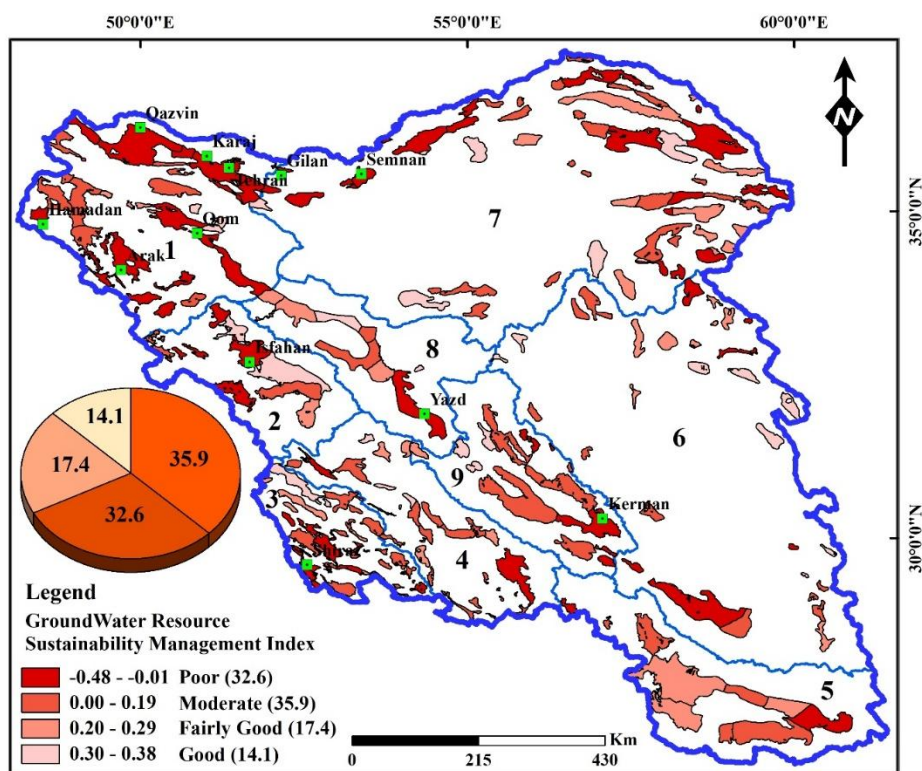 50°0'0"E 55°0'0"E 60°0'0"E
N
Qazvin
Karaj
Tehran
Gilan
Semnan
35°0'0"N
Hamadan
Qom
7
1
Arak
8
Esfahan
Yazd
2
6
14.1
35.9
17.4
32.6
9
3
Kerman
4
30°0'0"N
Shiraz
5
Legend
GroundWater Resource
Sustainability Management Index
-0.48 - -0.01 Poor (32.6)
0.00 - 0.19 Moderate (35.9)
0.20 - 0.29 Fairly Good (17.4)
0.30 - 0.38 Good (14.1)
Km
0 215 430